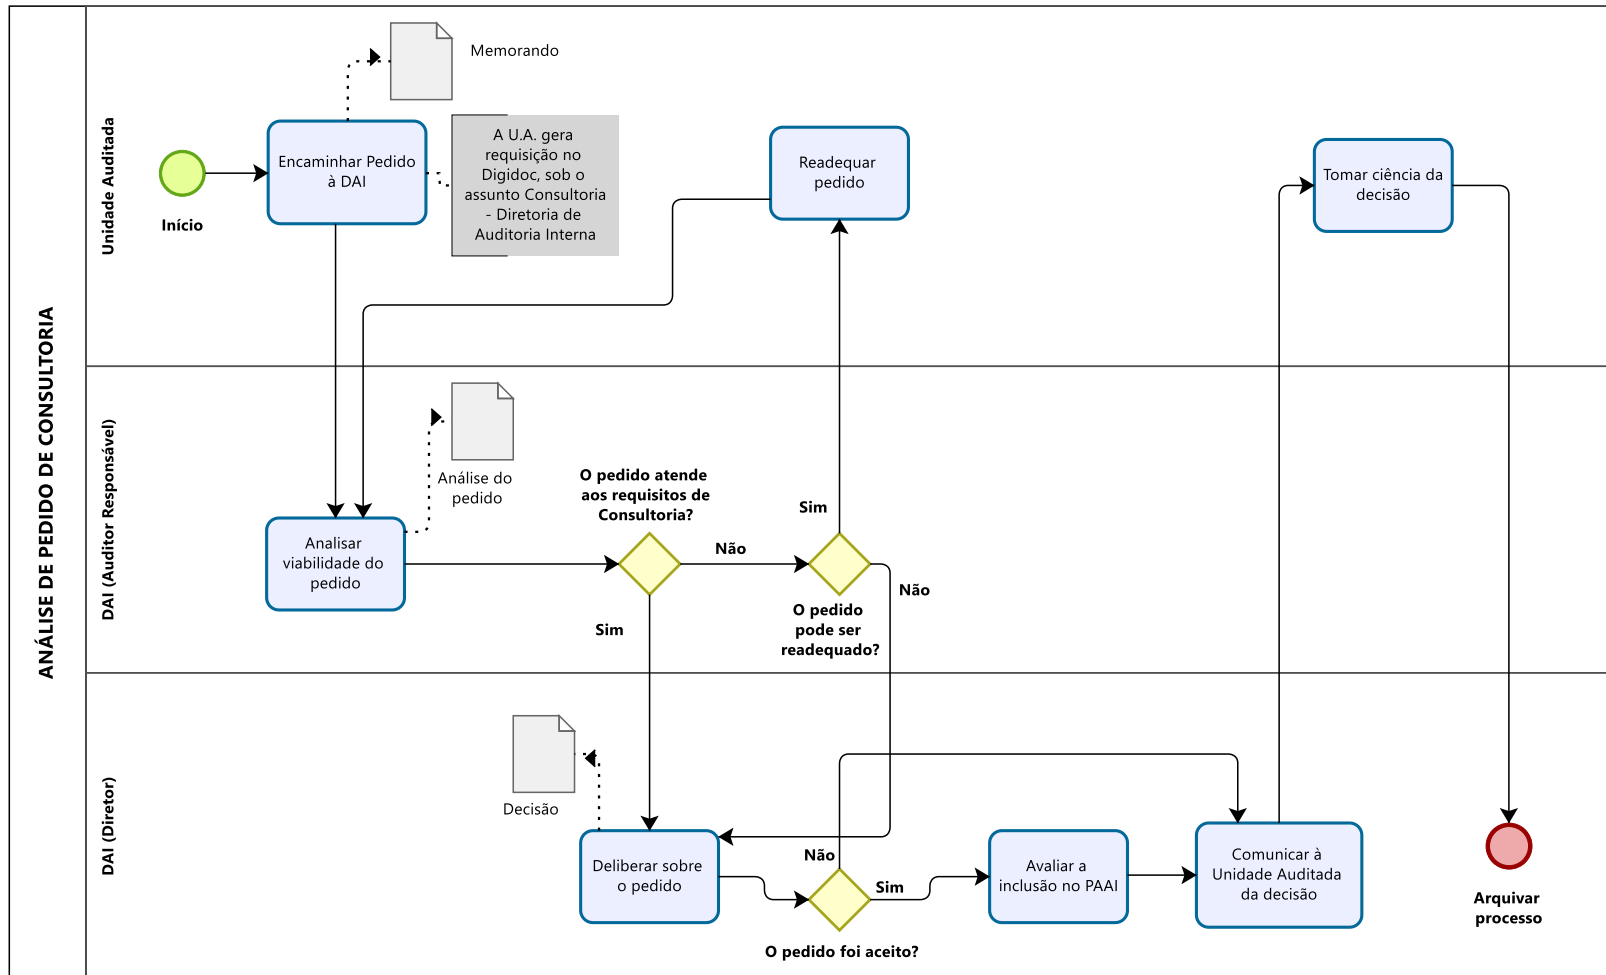 ANÁLISE DE PEDIDO DE CONSULTORIA
Unidade Auditada
Memorando
Início
Encaminhar Pedido
à DAI
A U.A. gera
requisição no
Digidoc, sob o
assunto Consultoria
- Diretoria de
Auditoria Interna
Readequar
pedido
Tomar ciência da
decisão
DAI (Auditor Responsável)
Análise do
pedido
Analisar
viabilidade do
pedido
O pedido atende
aos requisitos de
Consultoria?
Não
Sim
Sim
Não
O pedido
pode ser
readequado?
DAI (Diretor)
Decisão
Deliberar sobre
o pedido
Não
Sim
O pedido foi aceito?
Avaliar a
inclusão no PAAI
Comunicar à
Unidade Auditada
da decisão
Arquivar
processo